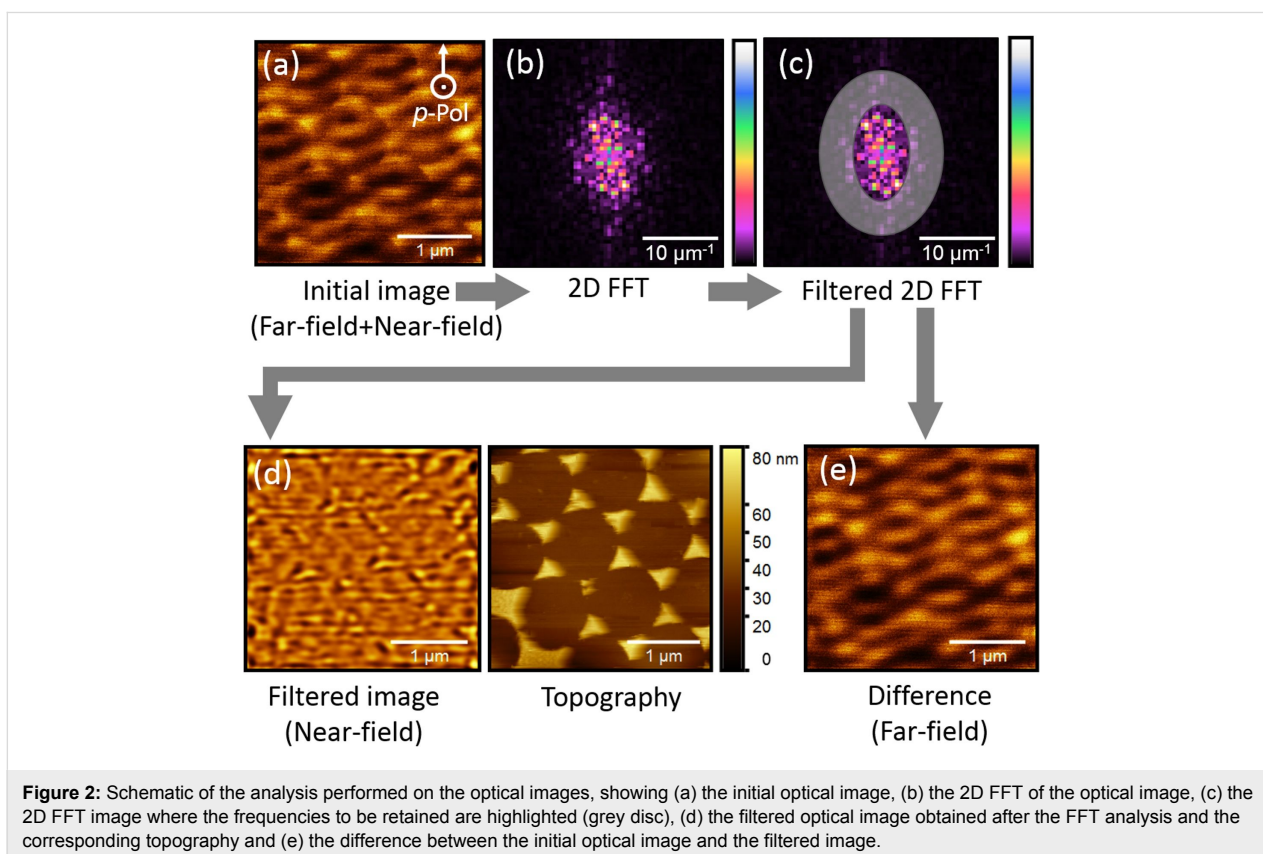 (a)
p-Pol
1 µm
(b)
10 µm⁻¹
(c)
10 µm⁻¹
Initial image
(Far-field+Near-field)
2D FFT
Filtered 2D FFT
(d)
1 µm
1 µm
80 nm
60
50
40
30
20
0
(e)
1 µm
Filtered image
(Near-field)
Topography
Difference
(Far-field)
Figure 2: Schematic of the analysis performed on the optical images, showing (a) the initial optical image, (b) the 2D FFT of the optical image, (c) the
2D FFT image where the frequencies to be retained are highlighted (grey disc), (d) the filtered optical image obtained after the FFT analysis and the
corresponding topography and (e) the difference between the initial optical image and the filtered image.